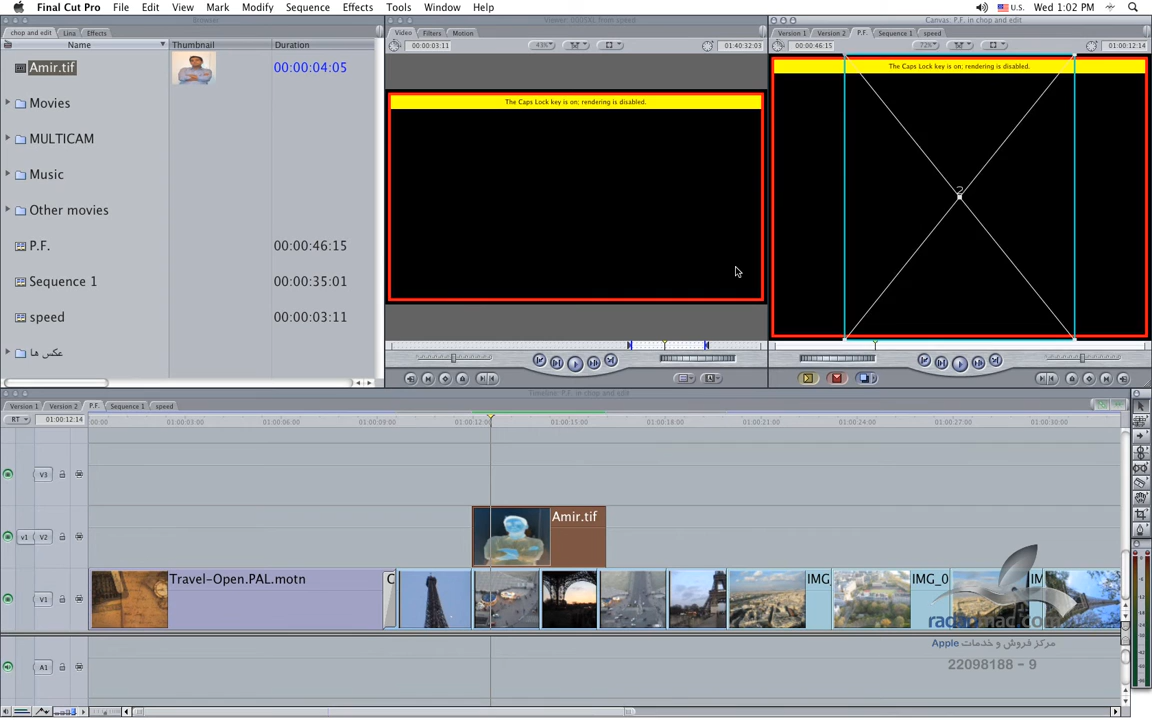 Final Cut Pro File Edit View Mark Modify Sequence Effects Tools Window Help U.S. Wed 1:02 PM
Browser
Canvas: P.F. in chop and edit
chop and edit Lina Effects
Video Filters Motion
Version 1 Version 2 P.F. Sequence 1 speed
Name Thumbnail Duration
00:00:03:11 43% 01:40:32:03
00:00:46:15 72% 01:00:12:14
Amir.tif 00:00:04:05
Movies
MULTICAM
Music
Other movies
P.F. 00:00:46:15
Sequence 1 00:00:35:01
speed 00:00:03:11
عکس ها
The Caps Lock key is on; rendering is disabled.
The Caps Lock key is on; rendering is disabled.
2
Timeline: P.F. in chop and edit
Version 1 Version 2 P.F. Sequence 1 speed
RT 01:00:12:14 00:00 01:00:03:00 01:00:06:00 01:00:09:00 01:00:12:00 01:00:15:00 01:00:18:00 01:00:21:00 01:00:24:00 01:00:27:00 01:00:30:00
V3
v1 V2 Amir.tif
V1 Travel-Open.PAL.motn C IMG IMG_0 IM
A1
raqammac.com
مرکز فروش و خدمات Apple
22098188 - 9